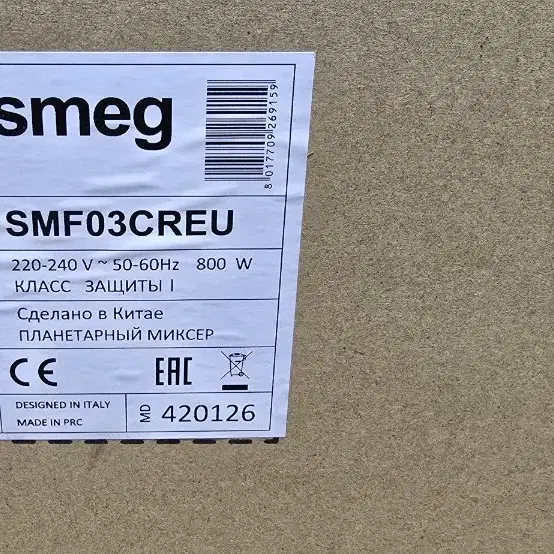 smeg
8 017709 269159
SMF03CREU
220-240 V ~ 50-60Hz 800 W
КЛАСС ЗАЩИТЫ I
Сделано в Китае
ПЛАНЕТАРНЫЙ МИКСЕР
CE EAC
DESIGNED IN ITALY
MADE IN PRC
MD 420126